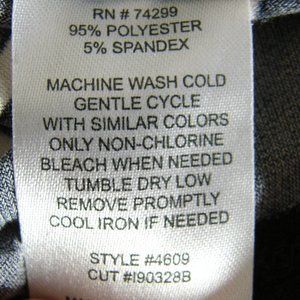 RN # 74299
95% POLYESTER
5% SPANDEX
MACHINE WASH COLD
GENTLE CYCLE
WITH SIMILAR COLORS
ONLY NON-CHLORINE
BLEACH WHEN NEEDED
TUMBLE DRY LOW
REMOVE PROMPTLY
COOL IRON IF NEEDED
STYLE #4609
CUT #I90328B